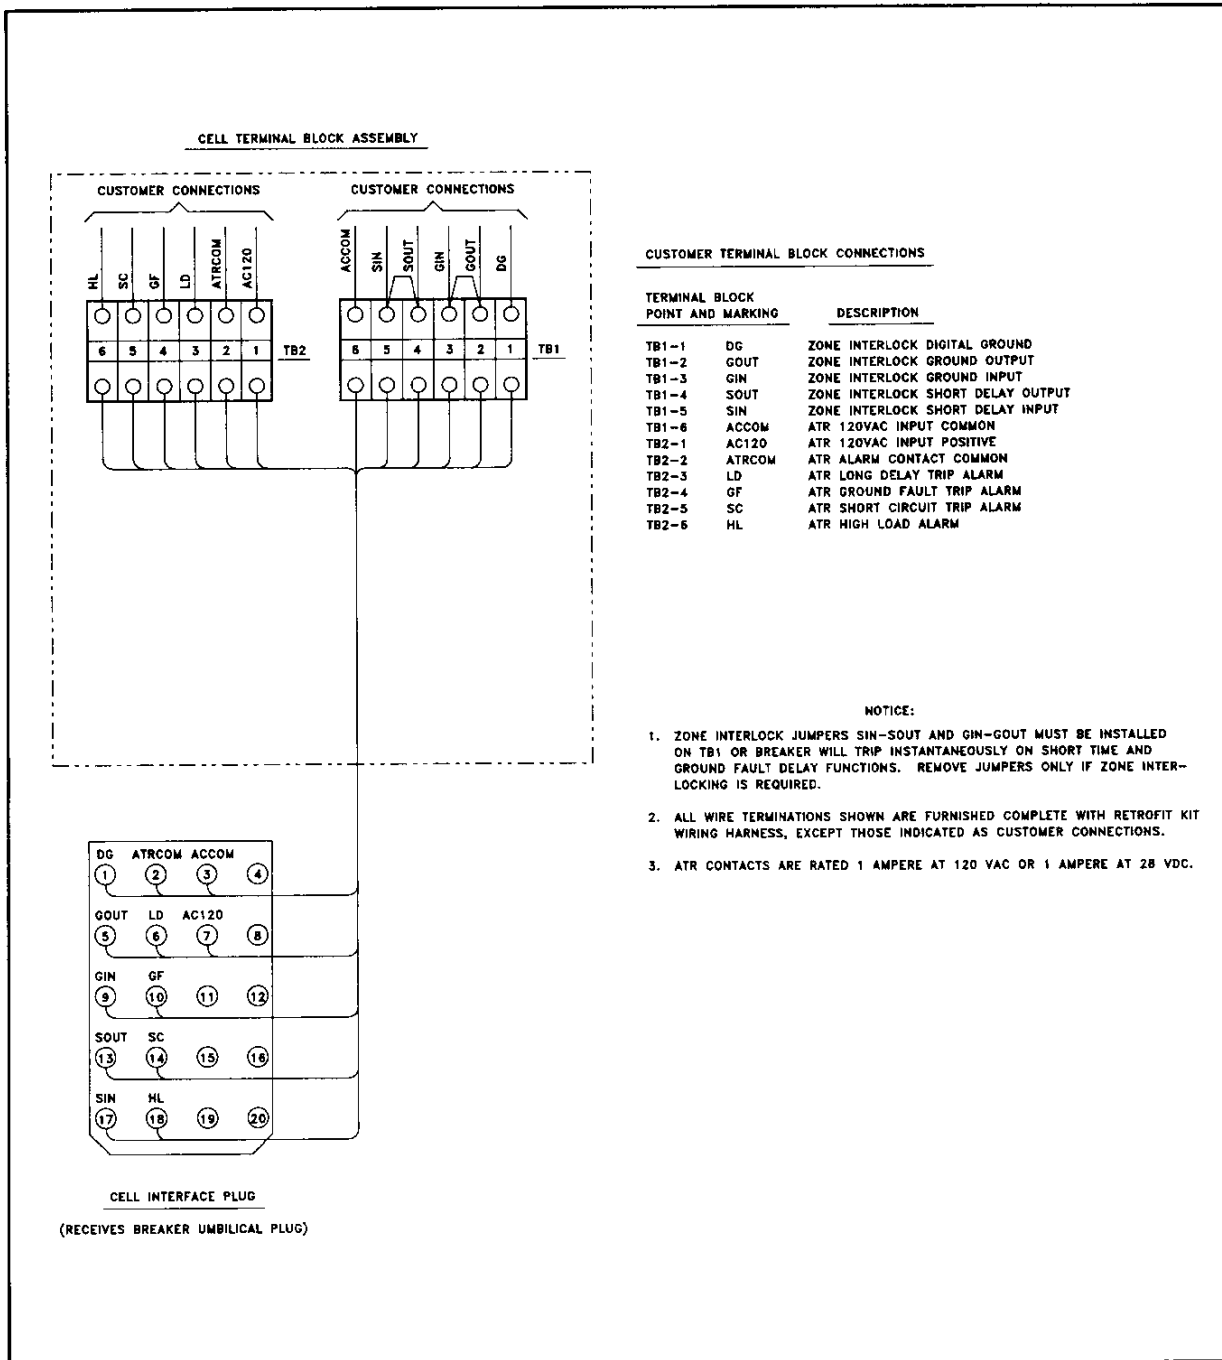 CELL TERMINAL BLOCK ASSEMBLY
CUSTOMER CONNECTIONS
CUSTOMER CONNECTIONS
HL SC GF LD ATRCOM AC120
ACCOM SIN SOUT GIN GOUT DG
6 5 4 3 2 1 TB2
6 5 4 3 2 1 TB1
CUSTOMER TERMINAL BLOCK CONNECTIONS
TERMINAL BLOCK
POINT AND MARKING DESCRIPTION
TB1-1 DG ZONE INTERLOCK DIGITAL GROUND
TB1-2 GOUT ZONE INTERLOCK GROUND OUTPUT
TB1-3 GIN ZONE INTERLOCK GROUND INPUT
TB1-4 SOUT ZONE INTERLOCK SHORT DELAY OUTPUT
TB1-5 SIN ZONE INTERLOCK SHORT DELAY INPUT
TB1-6 ACCOM ATR 120VAC INPUT COMMON
TB2-1 AC120 ATR 120VAC INPUT POSITIVE
TB2-2 ATRCOM ATR ALARM CONTACT COMMON
TB2-3 LD ATR LONG DELAY TRIP ALARM
TB2-4 GF ATR GROUND FAULT TRIP ALARM
TB2-5 SC ATR SHORT CIRCUIT TRIP ALARM
TB2-6 HL ATR HIGH LOAD ALARM
NOTICE:
1. ZONE INTERLOCK JUMPERS SIN-SOUT AND GIN-GOUT MUST BE INSTALLED
ON TB1 OR BREAKER WILL TRIP INSTANTANEOUSLY ON SHORT TIME AND
GROUND FAULT DELAY FUNCTIONS. REMOVE JUMPERS ONLY IF ZONE INTER-
LOCKING IS REQUIRED.
2. ALL WIRE TERMINATIONS SHOWN ARE FURNISHED COMPLETE WITH RETROFIT KIT
WIRING HARNESS, EXCEPT THOSE INDICATED AS CUSTOMER CONNECTIONS.
3. ATR CONTACTS ARE RATED 1 AMPERE AT 120 VAC OR 1 AMPERE AT 28 VDC.
DG ATRCOM ACCOM
1 2 3 4
GOUT LD AC120
5 6 7 8
GIN GF
9 10 11 12
SOUT SC
13 14 15 16
SIN HL
17 18 19 20
CELL INTERFACE PLUG
(RECEIVES BREAKER UMBILICAL PLUG)